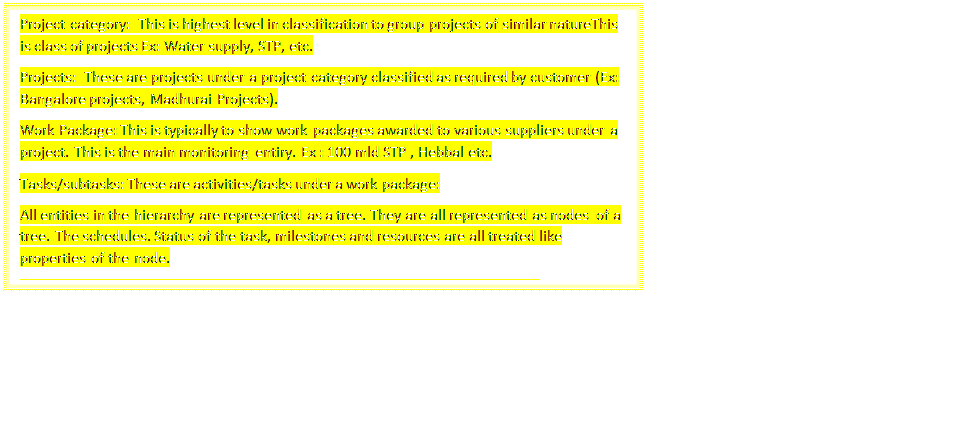 Project category:  This is highest level in classification to group projects of similar natureThis
is class of projects Ex: Water supply, STP, etc.
Projects:  These are projects under a project category classified as required by customer (Ex:
Bangalore projects, Madhurai Projects).
Work Package: This is typically to show work packages awarded to various suppliers under a
project. This is the main monitoring entiry. Ex: 100 mld STP , Hebbal etc.
Tasks/subtasks: These are activities/tasks under a work package:
All entities in the hierarchy are represented as a tree. They are all represented as nodes of a
tree. The schedules. Status of the task, milestones and resources are all treated like
properties of the node.